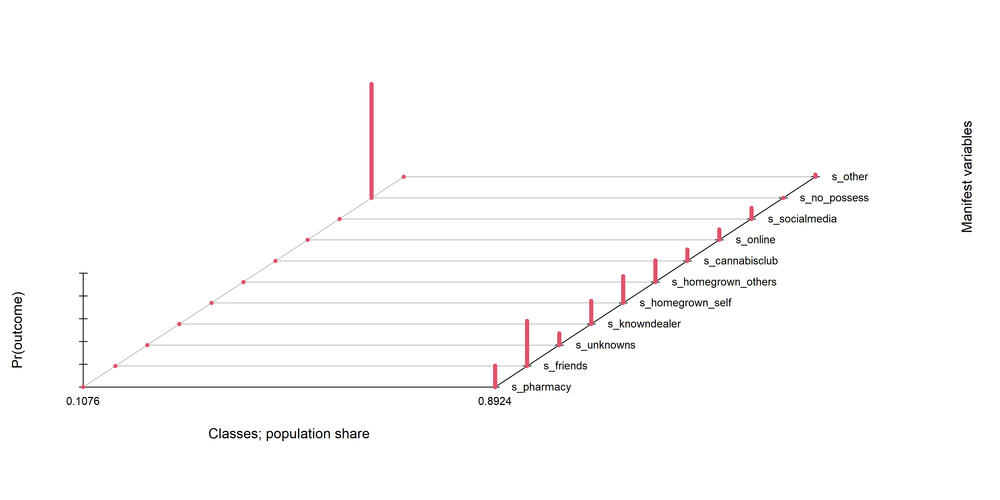 Manifest variables
s_other
s_no_possess
s_socialmedia
s_online
s_cannabisclub
s_homegrown_others
s_homegrown_self
s_knowndealer
s_unknowns
s_friends
s_pharmacy
Pr(outcome)
0.1076
0.8924
Classes; population share